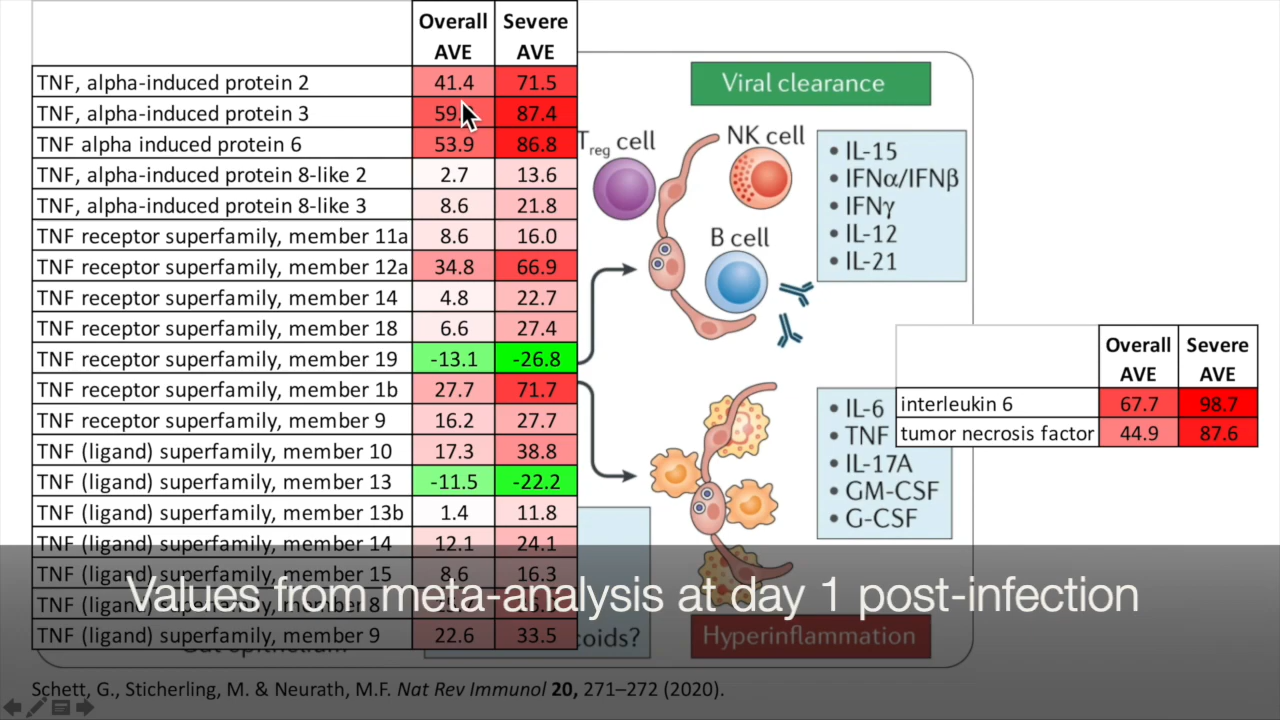 Overall AVE Severe AVE
TNF, alpha-induced protein 2 41.4 71.5
TNF, alpha-induced protein 3 59. 87.4
TNF alpha induced protein 6 53.9 86.8
TNF, alpha-induced protein 8-like 2 2.7 13.6
TNF, alpha-induced protein 8-like 3 8.6 21.8
TNF receptor superfamily, member 11a 8.6 16.0
TNF receptor superfamily, member 12a 34.8 66.9
TNF receptor superfamily, member 14 4.8 22.7
TNF receptor superfamily, member 18 6.6 27.4
TNF receptor superfamily, member 19 -13.1 -26.8
TNF receptor superfamily, member 1b 27.7 71.7
TNF receptor superfamily, member 9 16.2 27.7
TNF (ligand) superfamily, member 10 17.3 38.8
TNF (ligand) superfamily, member 13 -11.5 -22.2
TNF (ligand) superfamily, member 13b 1.4 11.8
TNF (ligand) superfamily, member 14 12.1 24.1
TNF (ligand) superfamily, member 15 8.6 16.3
TNF (ligand) superfamily, member 8
TNF (ligand) superfamily, member 9 22.6 33.5
Viral clearance
Treg cell
NK cell
B cell
• IL-15
• IFNα/IFNβ
• IFNγ
• IL-12
• IL-21
Overall AVE Severe AVE
interleukin 6 67.7 98.7
tumor necrosis factor 44.9 87.6
• IL-6
• TNF
• IL-17A
• GM-CSF
• G-CSF
Values from meta-analysis at day 1 post-infection
coids?
Hyperinflammation
Schett, G., Sticherling, M. & Neurath, M.F. Nat Rev Immunol 20, 271–272 (2020).